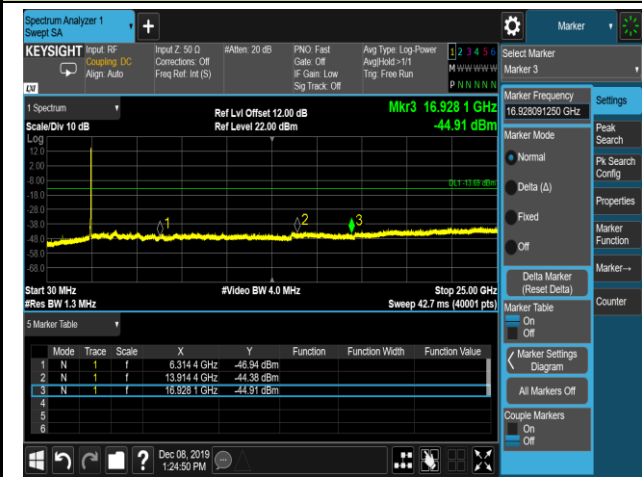 Spectrum Analyzer 1
Swept SA
Marker
KEYSIGHT
Input: RF
Coupling: DC
Align: Auto
Input Z: 50 Ω
Corrections: Off
Freq Ref: Int (S)
#Atten: 20 dB
PNO: Fast
Gate: Off
IF Gain: Low
Sig Track: Off
Avg Type: Log-Power
Avg|Hold:>1/1
Trig: Free Run
1 2 3 4 5 6
M W W W W W
P N N N N N
LXI
Select Marker
Marker 3
1 Spectrum
Scale/Div 10 dB
Log
Ref Lvl Offset 12.00 dB
Ref Level 22.00 dBm
Mkr3 16.928 1 GHz
-44.91 dBm
12.0
2.00
-8.00
-18.0
-28.0
-38.0
-48.0
-58.0
-68.0
1
2
3
Start 30 MHz
#Res BW 1.3 MHz
#Video BW 4.0 MHz
Stop 25.00 GHz
Sweep 42.7 ms (40001 pts)
5 Marker Table
Mode Trace Scale X Y Function Function Width Function Value
1 N 1 f 6.314 4 GHz -46.94 dBm
2 N 1 f 13.914 4 GHz -44.38 dBm
3 N 1 f 16.928 1 GHz -44.91 dBm
4
5
6
Dec 08, 2019
1:24:50 PM
Marker Frequency
16.928091250 GHz
Marker Mode
Normal
Delta (Δ)
Fixed
Off
Delta Marker
(Reset Delta)
Marker Table
On
Off
Marker Settings
Diagram
All Markers Off
Couple Markers
On
Off
Settings
Peak
Search
Pk Search
Config
Properties
Marker
Function
Marker→
Counter